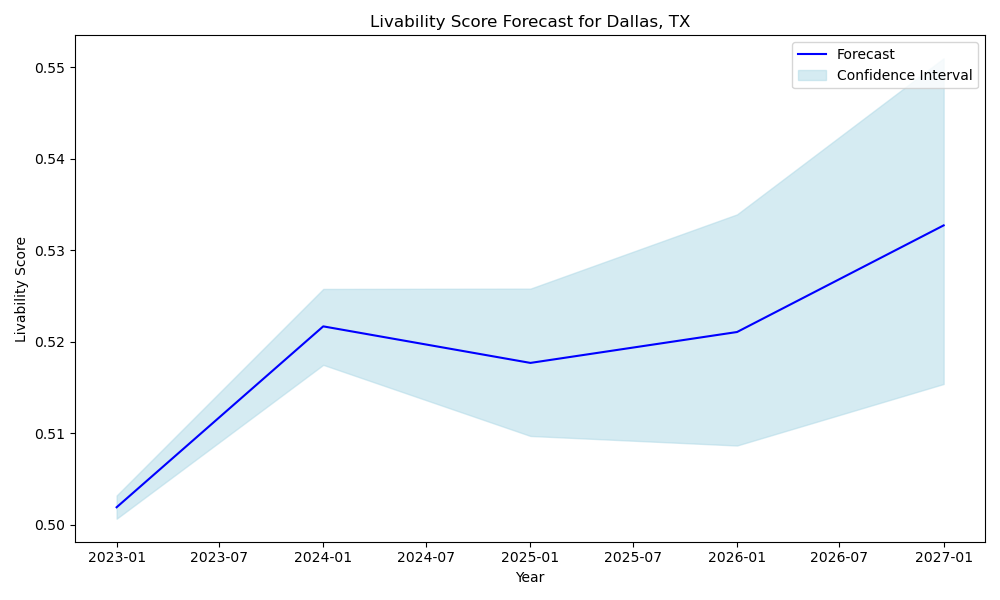 Livability Score Forecast for Dallas, TX
Forecast
Confidence Interval
0.55
0.54
0.53
0.52
0.51
0.50
Livability Score
2023-01 2023-07 2024-01 2024-07 2025-01 2025-07 2026-01 2026-07 2027-01
Year